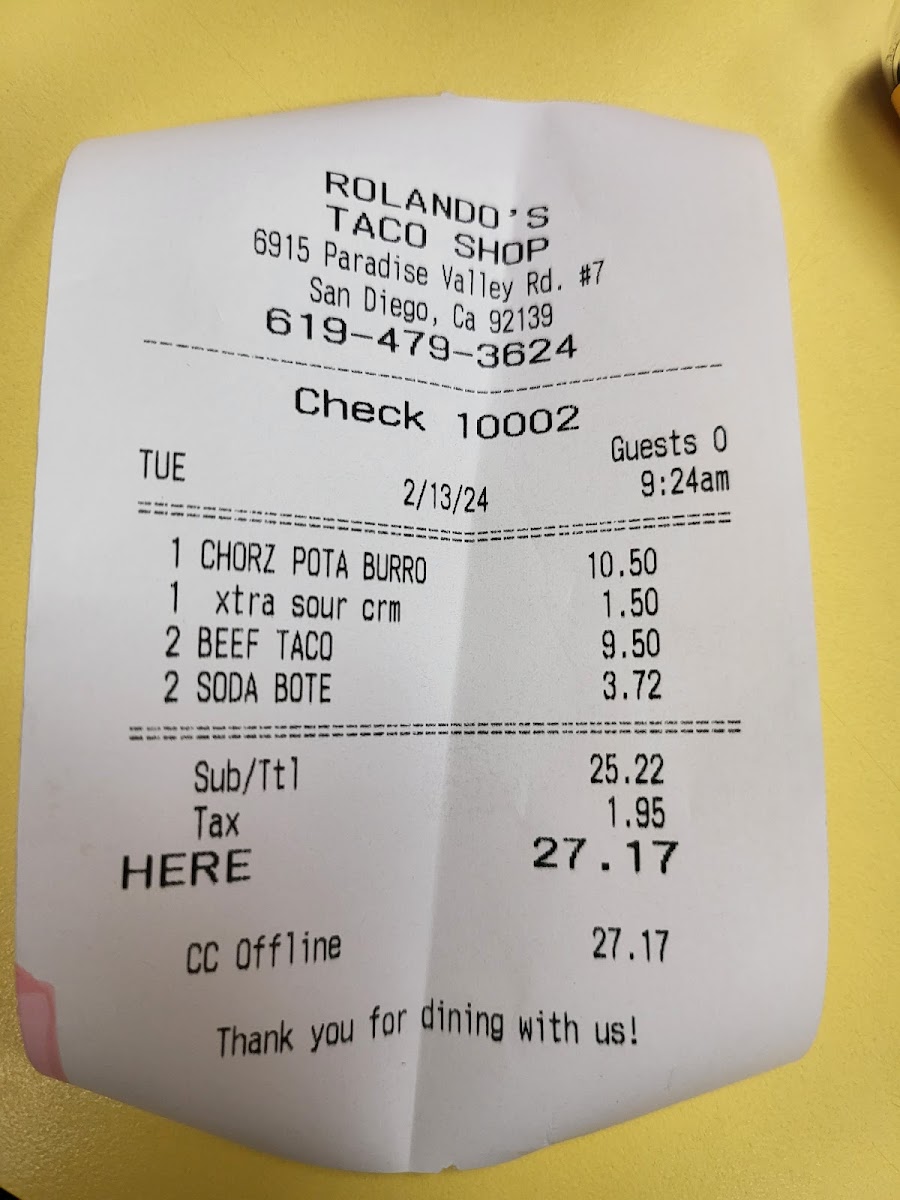 ROLANDO'S
TACO SHOP
6915 Paradise Valley Rd. #7
San Diego, Ca 92139
619-479-3624
Check 10002
Guests 0
TUE 2/13/24 9:24am
1 CHORZ POTA BURRO 10.50
1 xtra sour crm 1.50
2 BEEF TACO 9.50
2 SODA BOTE 3.72
Sub/Ttl 25.22
Tax 1.95
HERE 27.17
CC Offline 27.17
Thank you for dining with us!